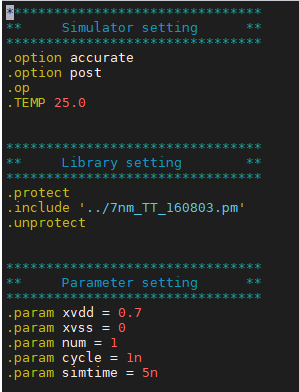 ********************************
**     Simulator setting      **
********************************
.option accurate
.option post
.op
.TEMP 25.0
********************************
**     Library setting        **
********************************
.protect
.include '../7nm_TT_160803.pm'
.unprotect
********************************
**     Parameter setting      **
********************************
.param xvdd = 0.7
.param xvss = 0
.param num = 1
.param cycle = 1n
.param simtime = 5n